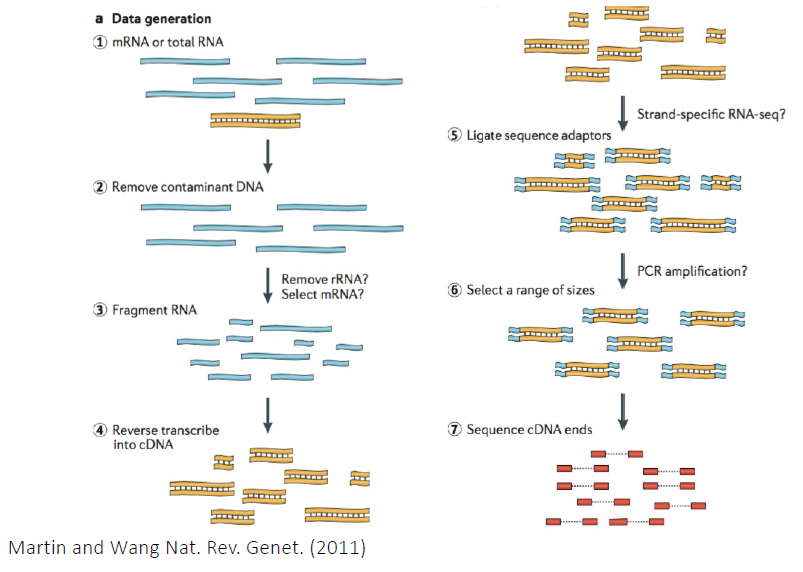 a Data generation
① mRNA or total RNA
② Remove contaminant DNA
Remove rRNA?
Select mRNA?
③ Fragment RNA
④ Reverse transcribe
into cDNA
Strand-specific RNA-seq?
⑤ Ligate sequence adaptors
PCR amplification?
⑥ Select a range of sizes
⑦ Sequence cDNA ends
Martin and Wang Nat. Rev. Genet. (2011)